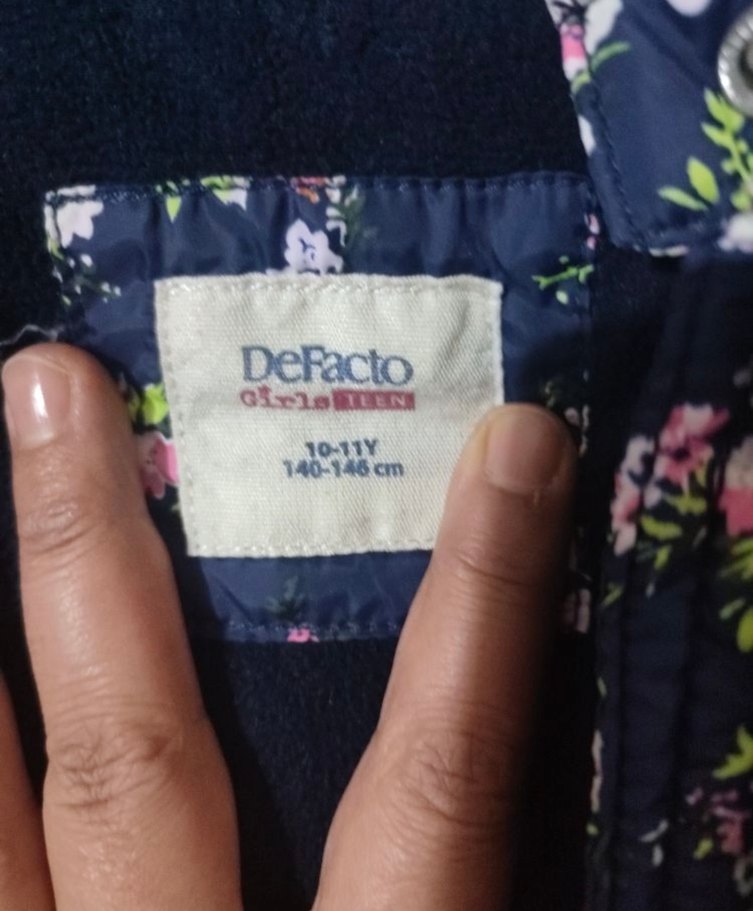 DeFacto
Girls TEEN
10-11Y
140-146 cm